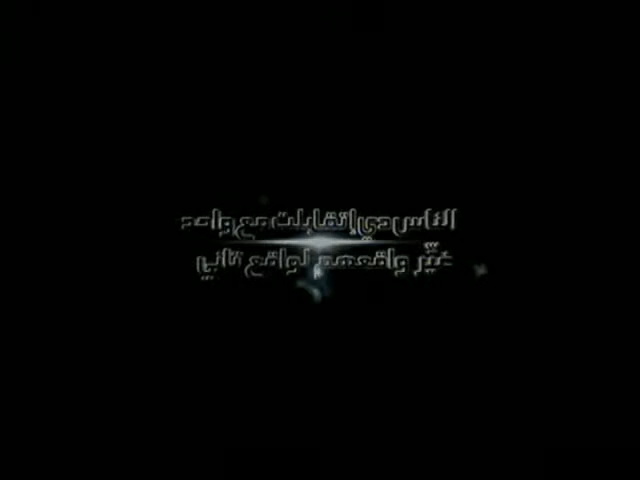 الناس دي إتقابلت مع واحد
غيّر واقعهم لواقع تاني